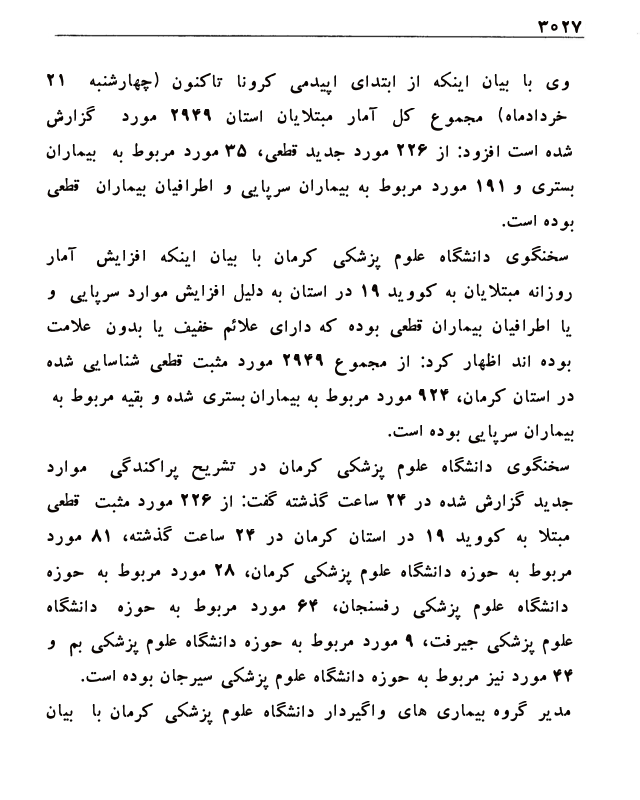 ۳۰۲۷
وی با بیان اینکه از ابتدای اپیدمی کرونا تاکنون (چهارشنبه ۲۱
خردادماه) مجموع کل آمار مبتلایان استان ۲۹۴۹ مورد گزارش
شده است افزود: از ۲۲۶ مورد جدید قطعی، ۳۵ مورد مربوط به بیماران
بستری و ۱۹۱ مورد مربوط به بیماران سرپایی و اطرافیان بیماران قطعی
بوده است.
سخنگوی دانشگاه علوم پزشکی کرمان با بیان اینکه افزایش آمار
روزانه مبتلایان به کووید ۱۹ در استان به دلیل افزایش موارد سرپایی و
یا اطرافیان بیماران قطعی بوده که دارای علائم خفیف یا بدون علامت
بوده اند اظهار کرد: از مجموع ۲۹۴۹ مورد مثبت قطعی شناسایی شده
در استان کرمان، ۹۲۴ مورد مربوط به بیماران بستری شده و بقیه مربوط به
بیماران سرپایی بوده است.
سخنگوی دانشگاه علوم پزشکی کرمان در تشریح پراکندگی موارد
جدید گزارش شده در ۲۴ ساعت گذشته گفت: از ۲۲۶ مورد مثبت قطعی
مبتلا به کووید ۱۹ در استان کرمان در ۲۴ ساعت گذشته، ۸۱ مورد
مربوط به حوزه دانشگاه علوم پزشکی کرمان، ۲۸ مورد مربوط به حوزه
دانشگاه علوم پزشکی رفسنجان، ۶۴ مورد مربوط به حوزه دانشگاه
علوم پزشکی جیرفت، ۹ مورد مربوط به حوزه دانشگاه علوم پزشکی بم و
۴۴ مورد نیز مربوط به حوزه دانشگاه علوم پزشکی سیرجان بوده است.
مدیر گروه بیماری های واگیردار دانشگاه علوم پزشکی کرمان با بیان